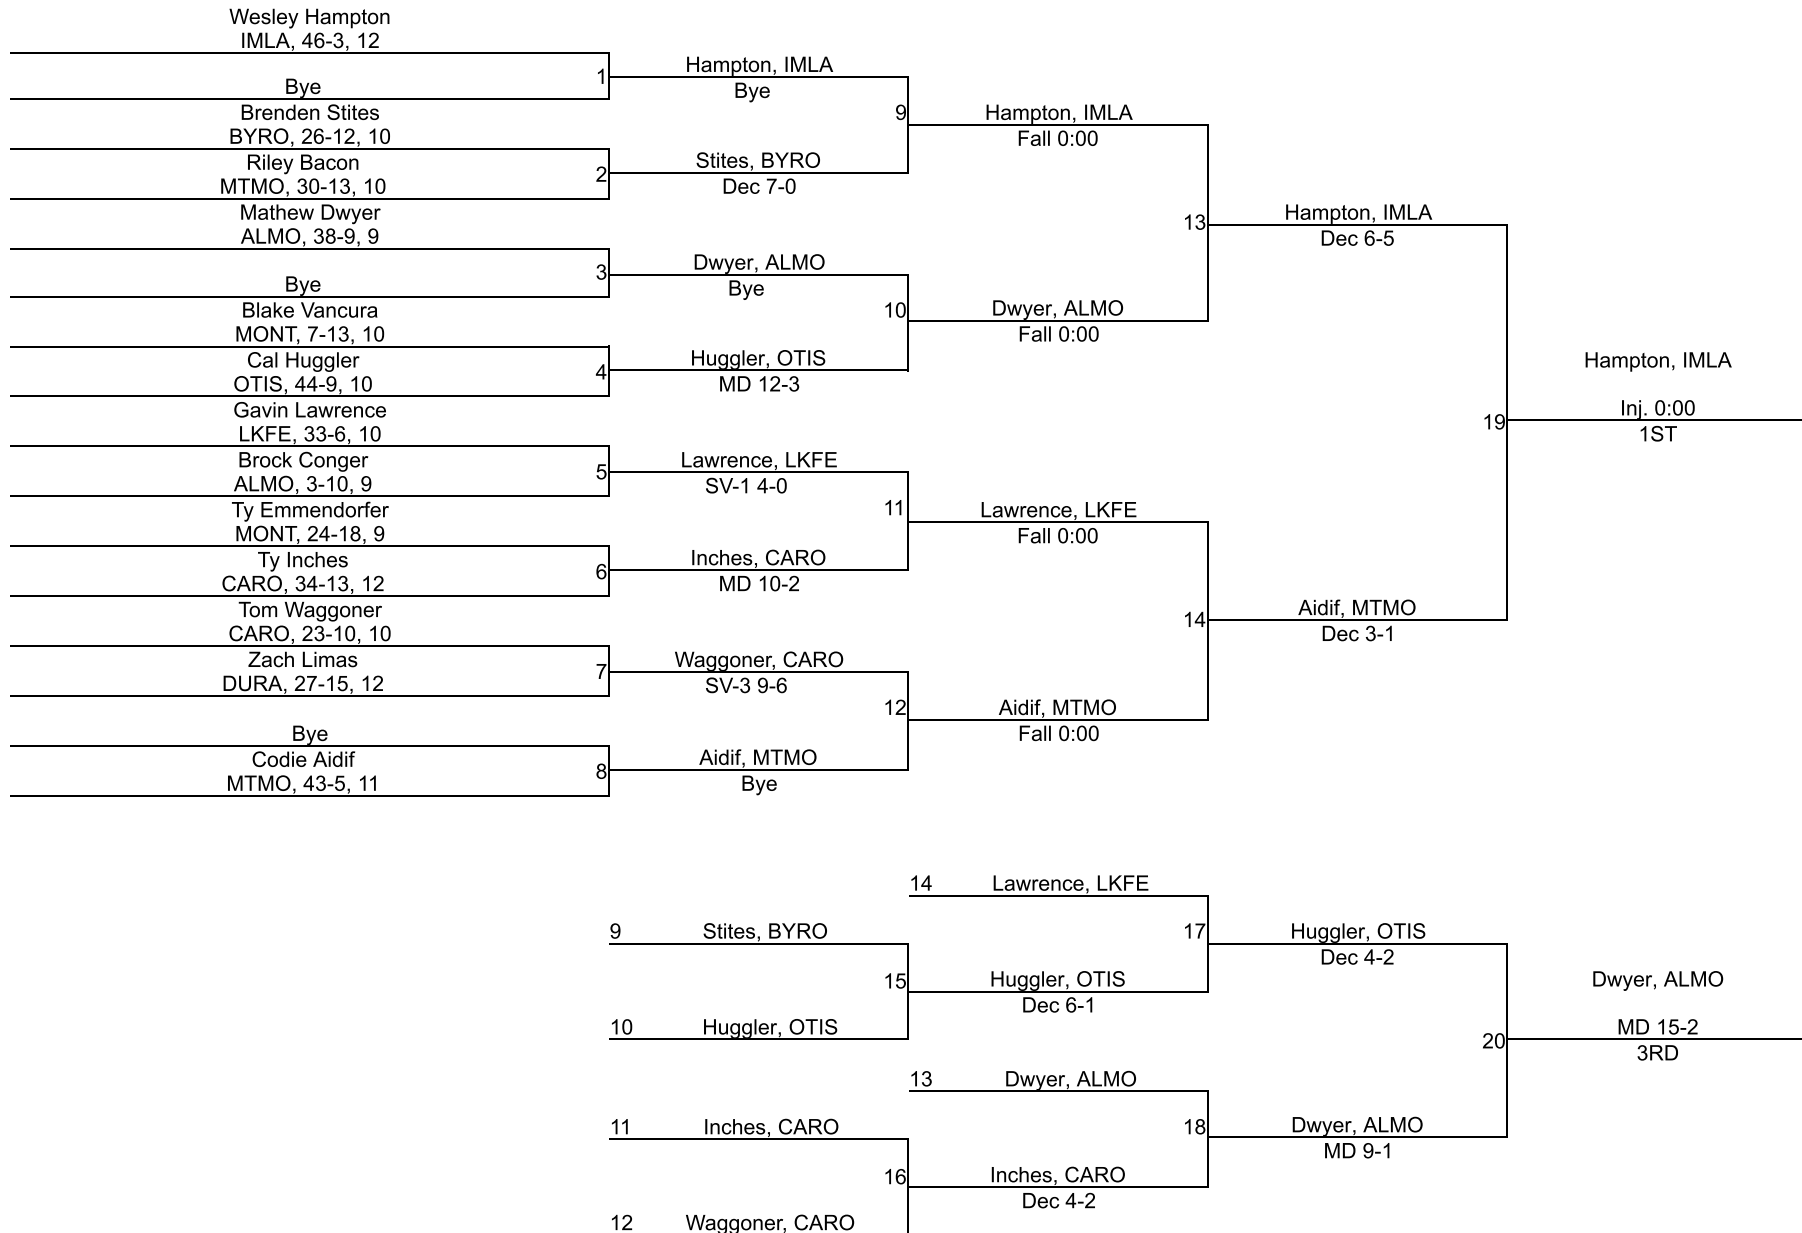 Wesley Hampton
IMLA, 46-3, 12
1
Hampton, IMLA
Bye
Bye
Brenden Stites
BYRO, 26-12, 10
9
Hampton, IMLA
Fall 0:00
Riley Bacon
MTMO, 30-13, 10
2
Stites, BYRO
Dec 7-0
Mathew Dwyer
ALMO, 38-9, 9
13
Hampton, IMLA
Dec 6-5
3
Dwyer, ALMO
Bye
Bye
Blake Vancura
MONT, 7-13, 10
10
Dwyer, ALMO
Fall 0:00
Cal Huggler
OTIS, 44-9, 10
4
Huggler, OTIS
MD 12-3
Hampton, IMLA
Inj. 0:00
1ST
19
Gavin Lawrence
LKFE, 33-6, 10
Brock Conger
ALMO, 3-10, 9
5
Lawrence, LKFE
SV-1 4-0
Ty Emmendorfer
MONT, 24-18, 9
11
Lawrence, LKFE
Fall 0:00
Ty Inches
CARO, 34-13, 12
6
Inches, CARO
MD 10-2
Tom Waggoner
CARO, 23-10, 10
14
Aidif, MTMO
Dec 3-1
Zach Limas
DURA, 27-15, 12
7
Waggoner, CARO
SV-3 9-6
12
Aidif, MTMO
Fall 0:00
Bye
Codie Aidif
MTMO, 43-5, 11
8
Aidif, MTMO
Bye
14
Lawrence, LKFE
9
Stites, BYRO
17
Huggler, OTIS
Dec 4-2
15
Huggler, OTIS
Dec 6-1
10
Huggler, OTIS
Dwyer, ALMO
MD 15-2
3RD
20
13
Dwyer, ALMO
11
Inches, CARO
18
Dwyer, ALMO
MD 9-1
16
Inches, CARO
Dec 4-2
12
Waggoner, CARO